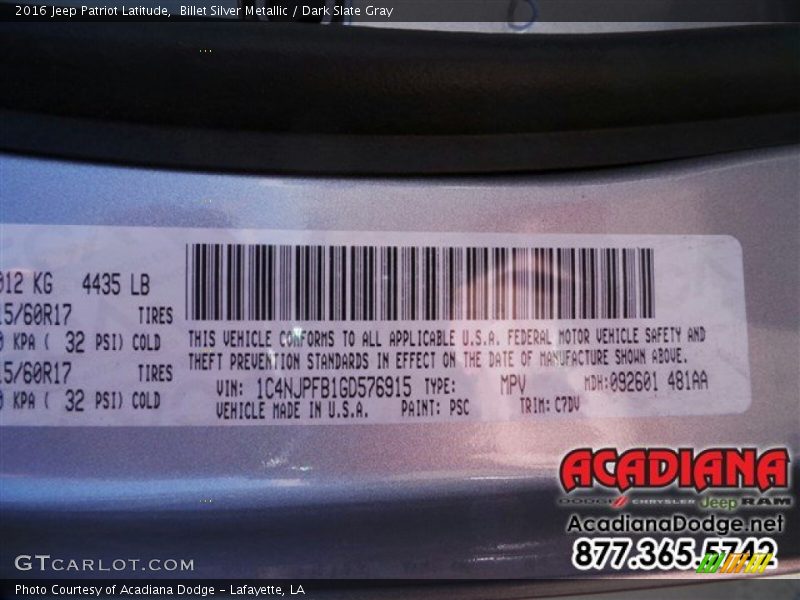 2016 Jeep Patriot Latitude,  Billet Silver Metallic / Dark Slate Gray
012 KG 4435 LB
15/60R17 TIRES
0 KPA ( 32 PSI) COLD
15/60R17 TIRES
0 KPA ( 32 PSI) COLD
THIS VEHICLE CONFORMS TO ALL APPLICABLE U.S.A. FEDERAL MOTOR VEHICLE SAFETY AND
THEFT PREVENTION STANDARDS IN EFFECT ON THE DATE OF MANUFACTURE SHOWN ABOVE.
VIN: 1C4NJPFB1GD576915 TYPE: MPV MDH:092601 481AA
VEHICLE MADE IN U.S.A. PAINT: PSC TRIM: C7DV
ACADIANA
DODGE CHRYSLER Jeep RAM
AcadianaDodge.net
877.365.5742
GTCARLOT.COM
Photo Courtesy of Acadiana Dodge - Lafayette, LA